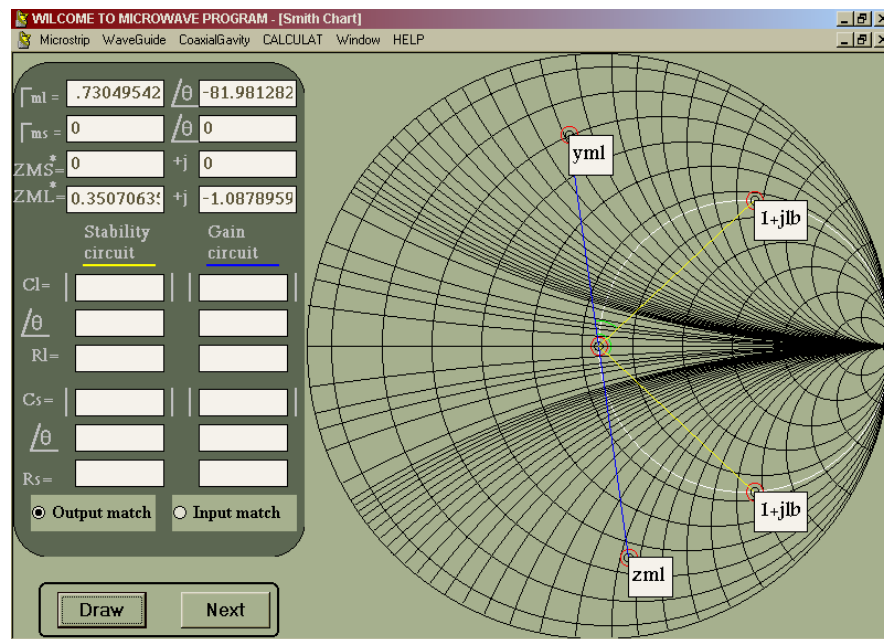 WILCOME TO MICROWAVE PROGRAM - [Smith Chart]
Microstrip WaveGuide CoaxialGavity CALCULAT Window HELP
Γml = .73049542 /θ -81.981282
Γms = 0 /θ 0
ZMS*= 0 +j 0
ZML*= 0.35070635 +j -1.0878959
Stability circuit Gain circuit
Cl= | | | |
/θ
Rl=
Cs= | | | |
/θ
Rs=
Output match Input match
Draw Next
yml
1+jlb
1+jlb
zml